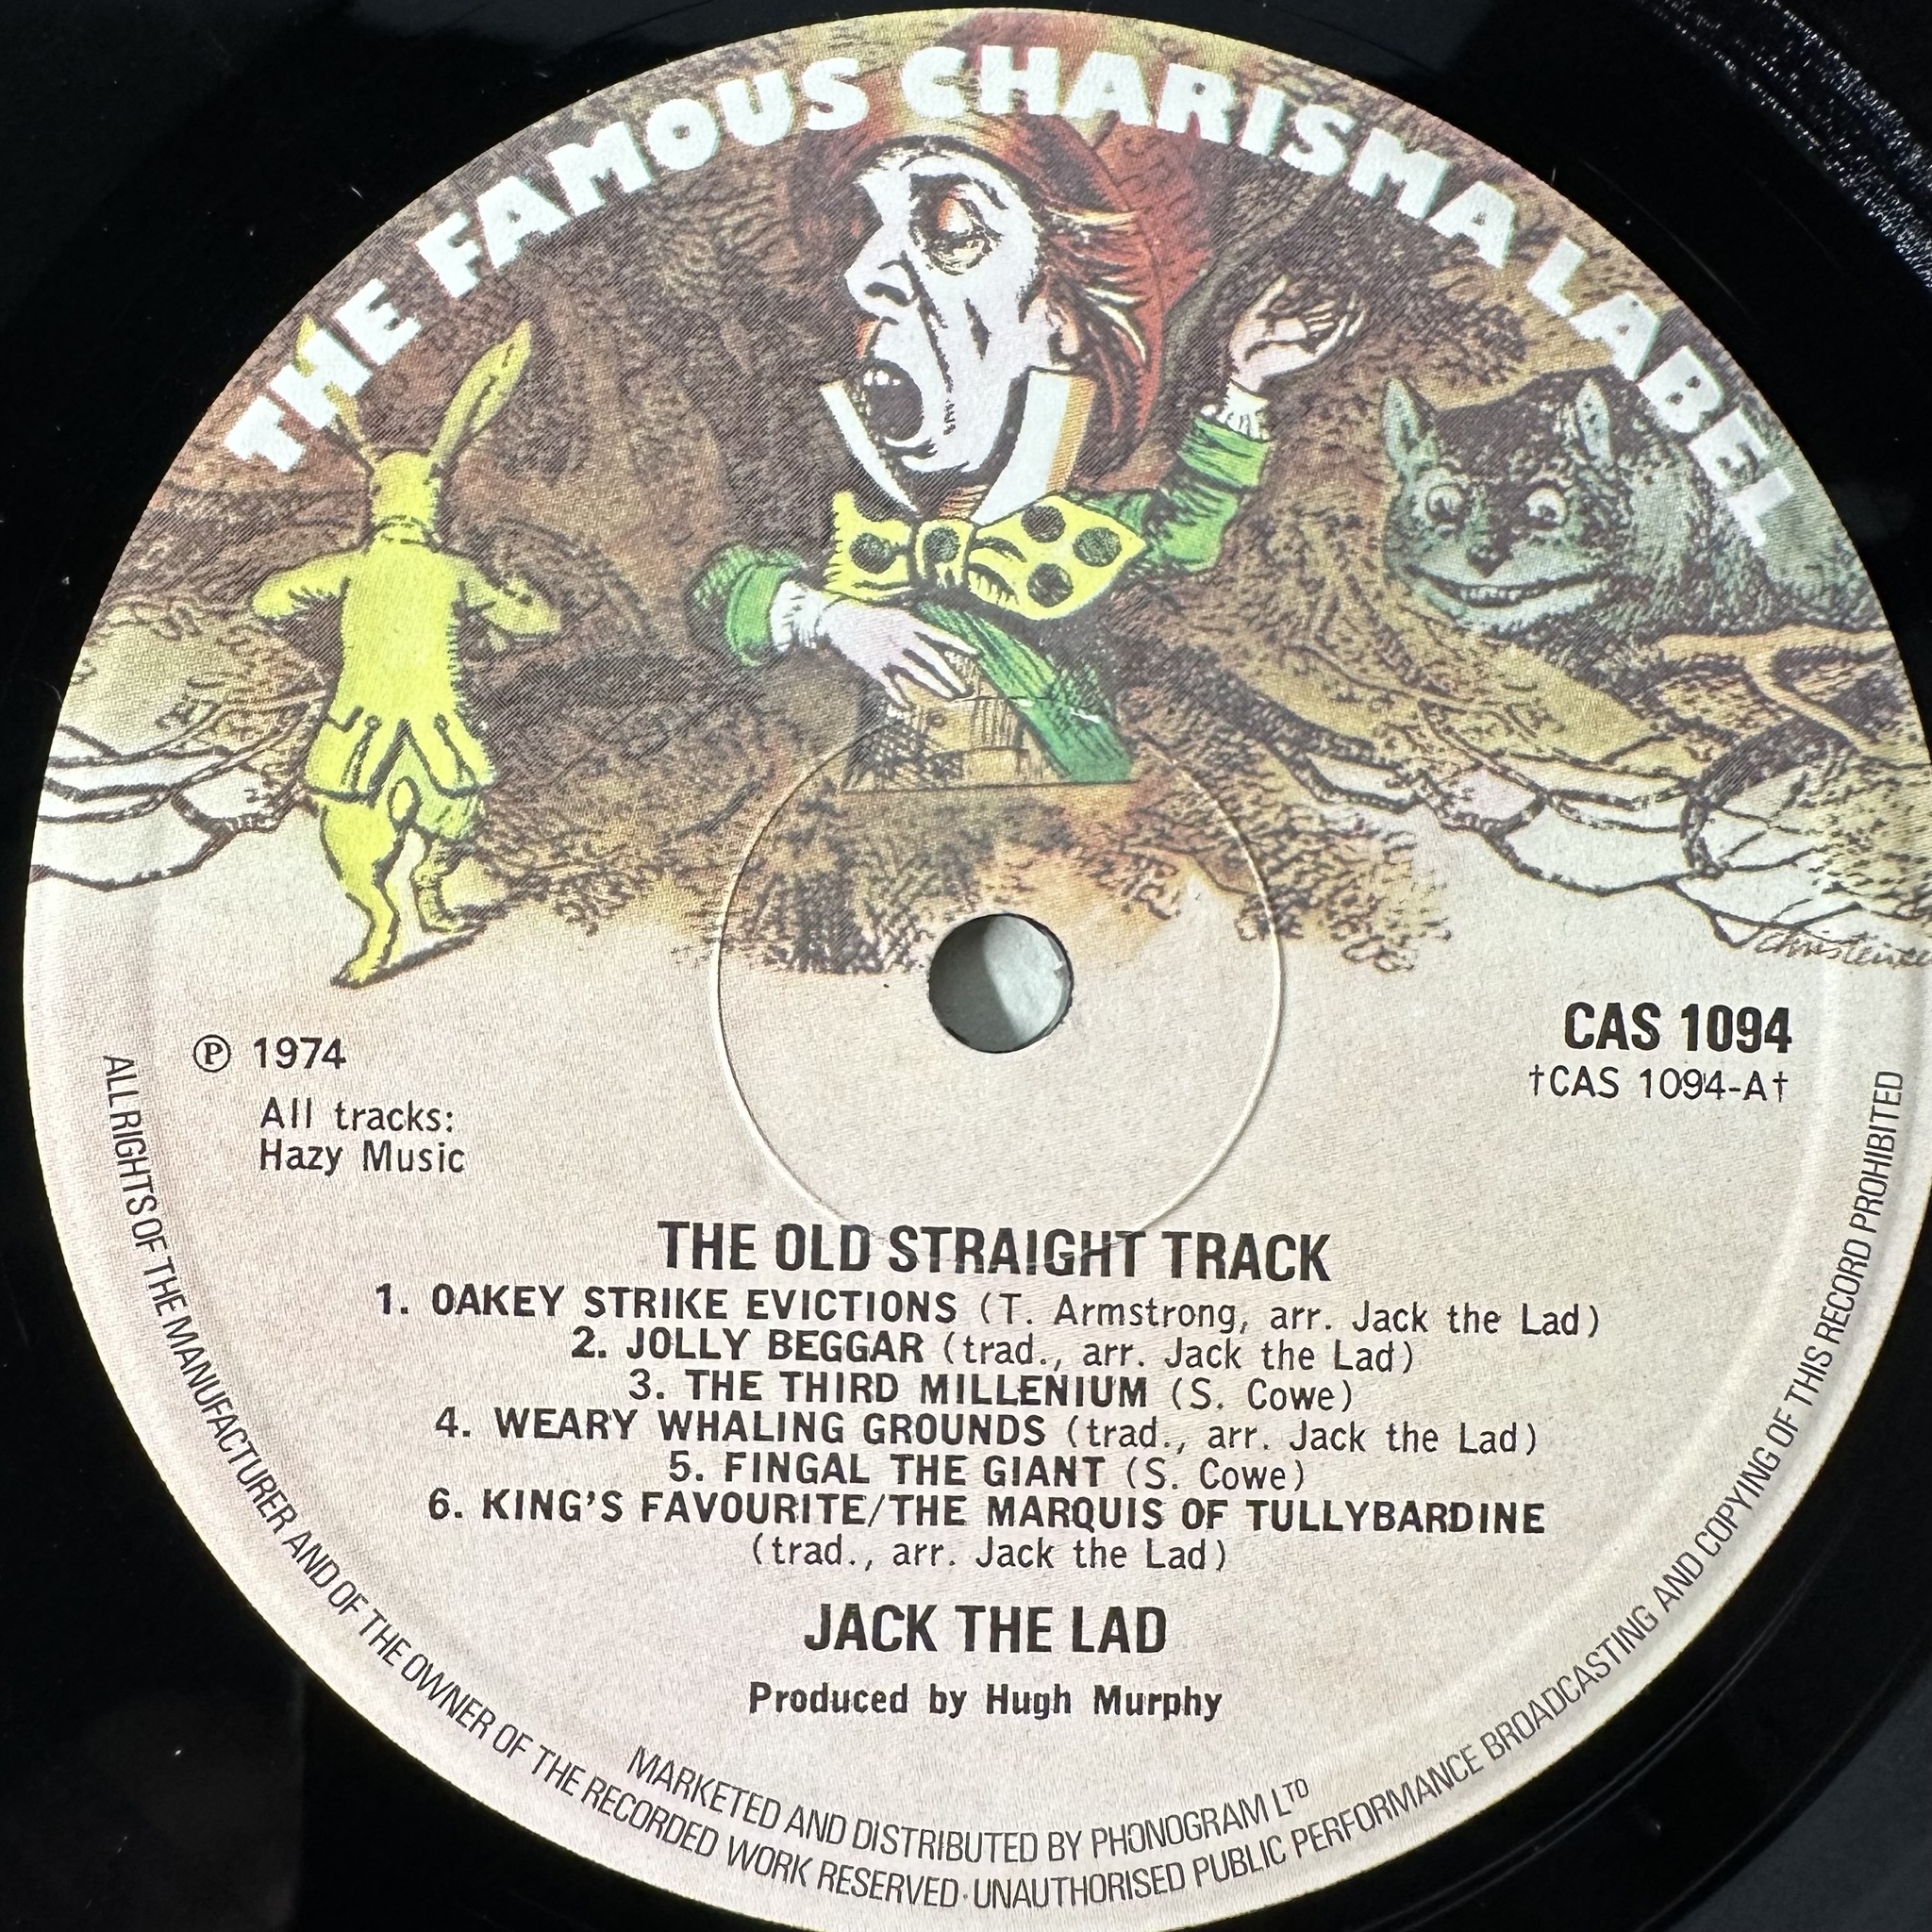 THE FAMOUS CHARISMA LABEL
Ⓟ 1974
All tracks:
Hazy Music
CAS 1094
†CAS 1094-A†
THE OLD STRAIGHT TRACK
1. OAKEY STRIKE EVICTIONS (T. Armstrong, arr. Jack the Lad)
2. JOLLY BEGGAR (trad., arr. Jack the Lad)
3. THE THIRD MILLENIUM (S. Cowe)
4. WEARY WHALING GROUNDS (trad., arr. Jack the Lad)
5. FINGAL THE GIANT (S. Cowe)
6. KING'S FAVOURITE/THE MARQUIS OF TULLYBARDINE
(trad., arr. Jack the Lad)
JACK THE LAD
Produced by Hugh Murphy
MARKETED AND DISTRIBUTED BY PHONOGRAM LTD
ALL RIGHTS OF THE MANUFACTURER AND OF THE OWNER OF THE RECORDED WORK RESERVED·UNAUTHORISED PUBLIC PERFORMANCE BROADCASTING AND COPYING OF THIS RECORD PROHIBITED